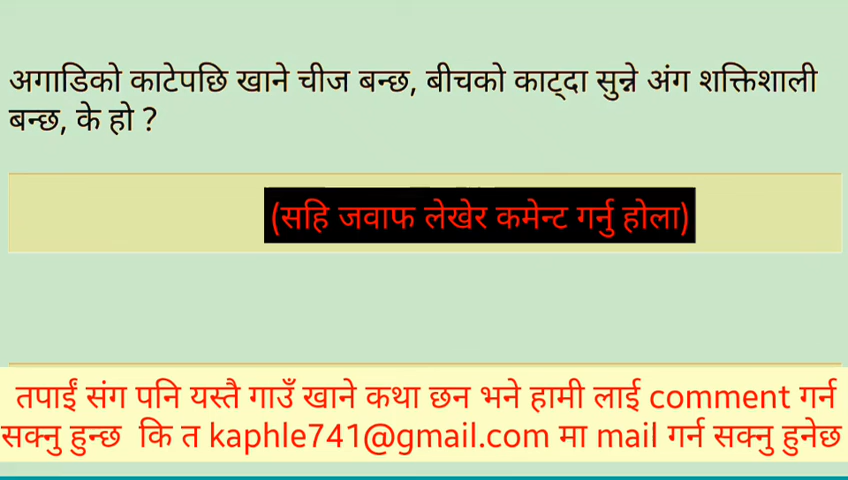 अगाडिको काटेपछि खाने चीज बन्छ, बीचको काट्दा सुन्ने अंग शक्तिशाली
बन्छ, के हो ?
(सहि जवाफ लेखेर कमेन्ट गर्नु होला)
तपाईं संग पनि यस्तै गाउँ खाने कथा छन भने हामी लाई comment गर्न
सक्नु हुन्छ कि त kaphle741@gmail.com मा mail गर्न सक्नु हुनेछ